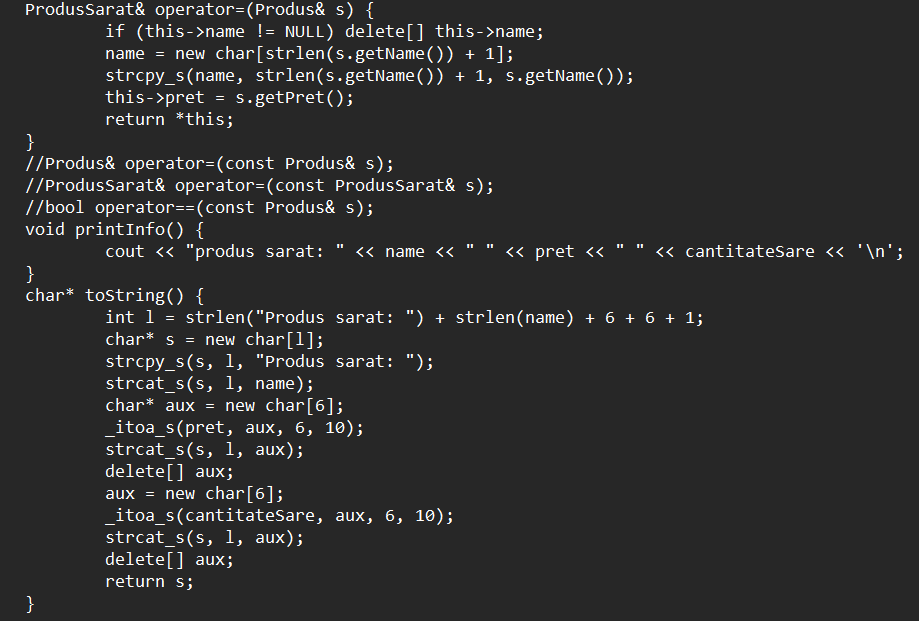 ProdusSarat& operator=(Produs& s) {
        if (this->name != NULL) delete[] this->name;
        name = new char[strlen(s.getName()) + 1];
        strcpy_s(name, strlen(s.getName()) + 1, s.getName());
        this->pret = s.getPret();
        return *this;
}
//Produs& operator=(const Produs& s);
//ProdusSarat& operator=(const ProdusSarat& s);
//bool operator==(const Produs& s);
void printInfo() {
        cout << "produs sarat: " << name << " " << pret << " " << cantitateSare << '\n';
}
char* toString() {
        int l = strlen("Produs sarat: ") + strlen(name) + 6 + 6 + 1;
        char* s = new char[l];
        strcpy_s(s, l, "Produs sarat: ");
        strcat_s(s, l, name);
        char* aux = new char[6];
        _itoa_s(pret, aux, 6, 10);
        strcat_s(s, l, aux);
        delete[] aux;
        aux = new char[6];
        _itoa_s(cantitateSare, aux, 6, 10);
        strcat_s(s, l, aux);
        delete[] aux;
        return s;
}